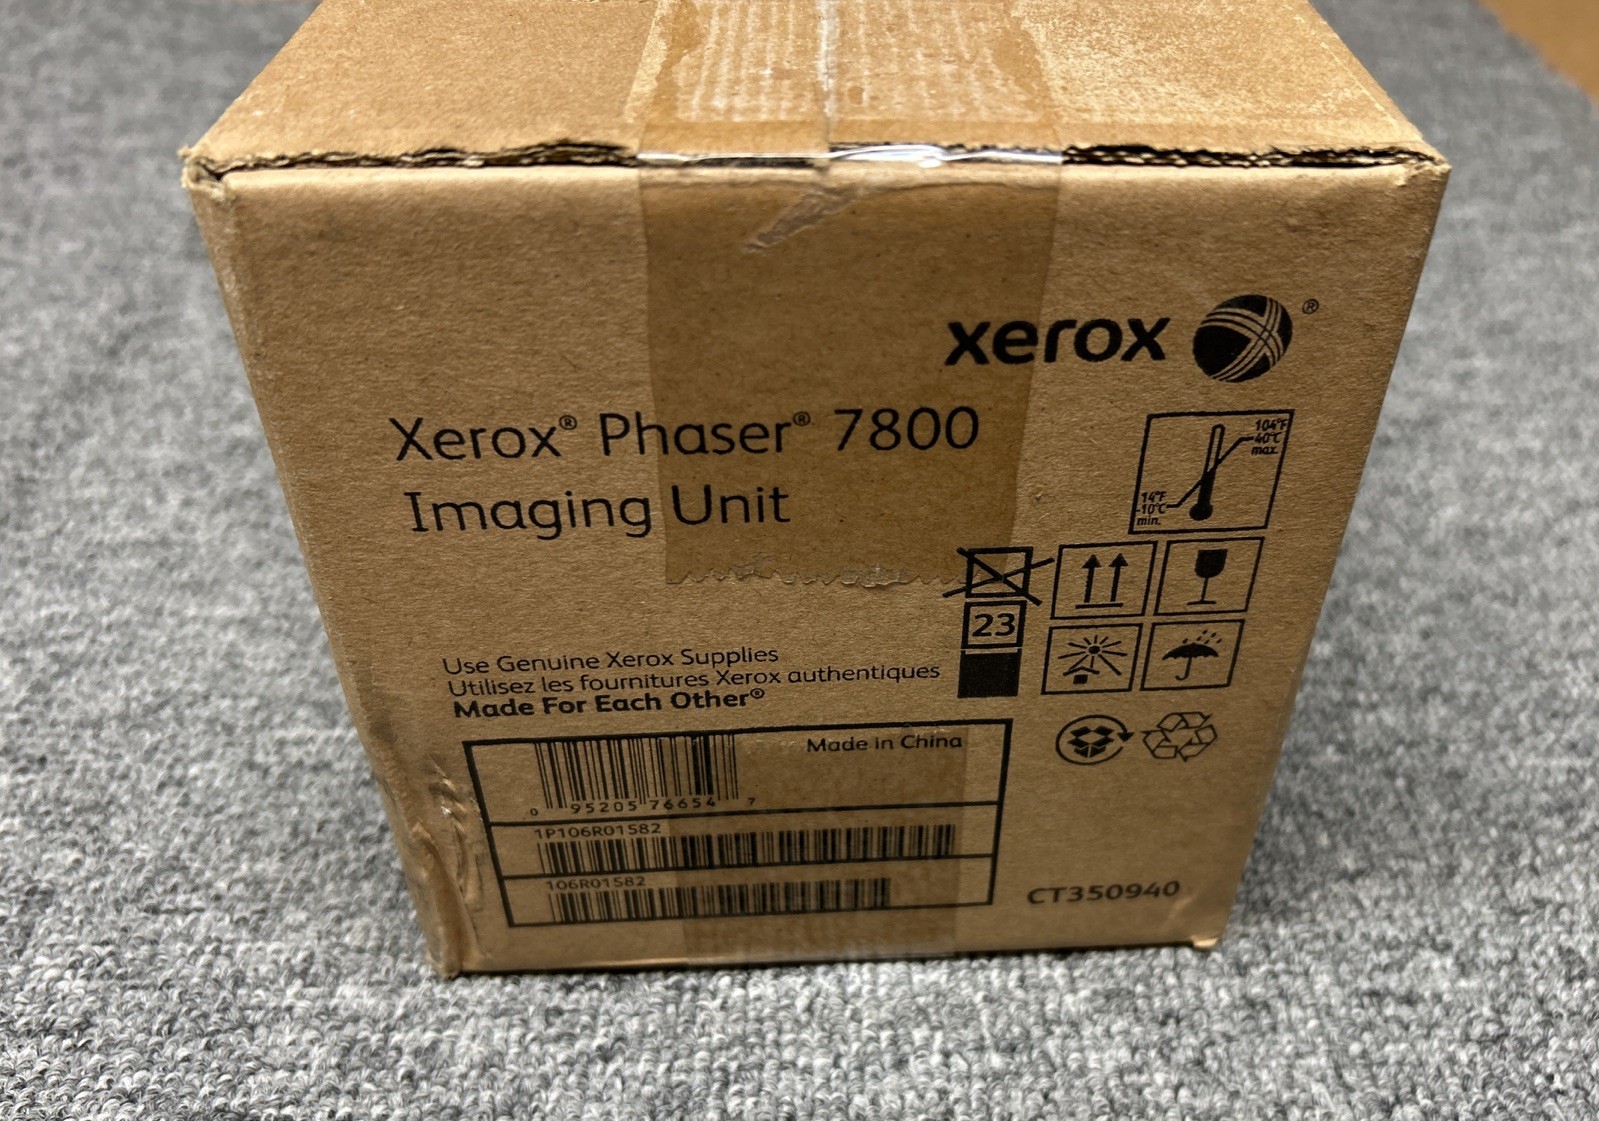 xerox ®
Xerox® Phaser® 7800
Imaging Unit
104°F
40°C
max.
14°F
-10°C
min.
23
Use Genuine Xerox Supplies
Utilisez les fournitures Xerox authentiques
Made For Each Other®
Made in China
0 95205 76654 7
1P106R01582
106R01582
CT350940